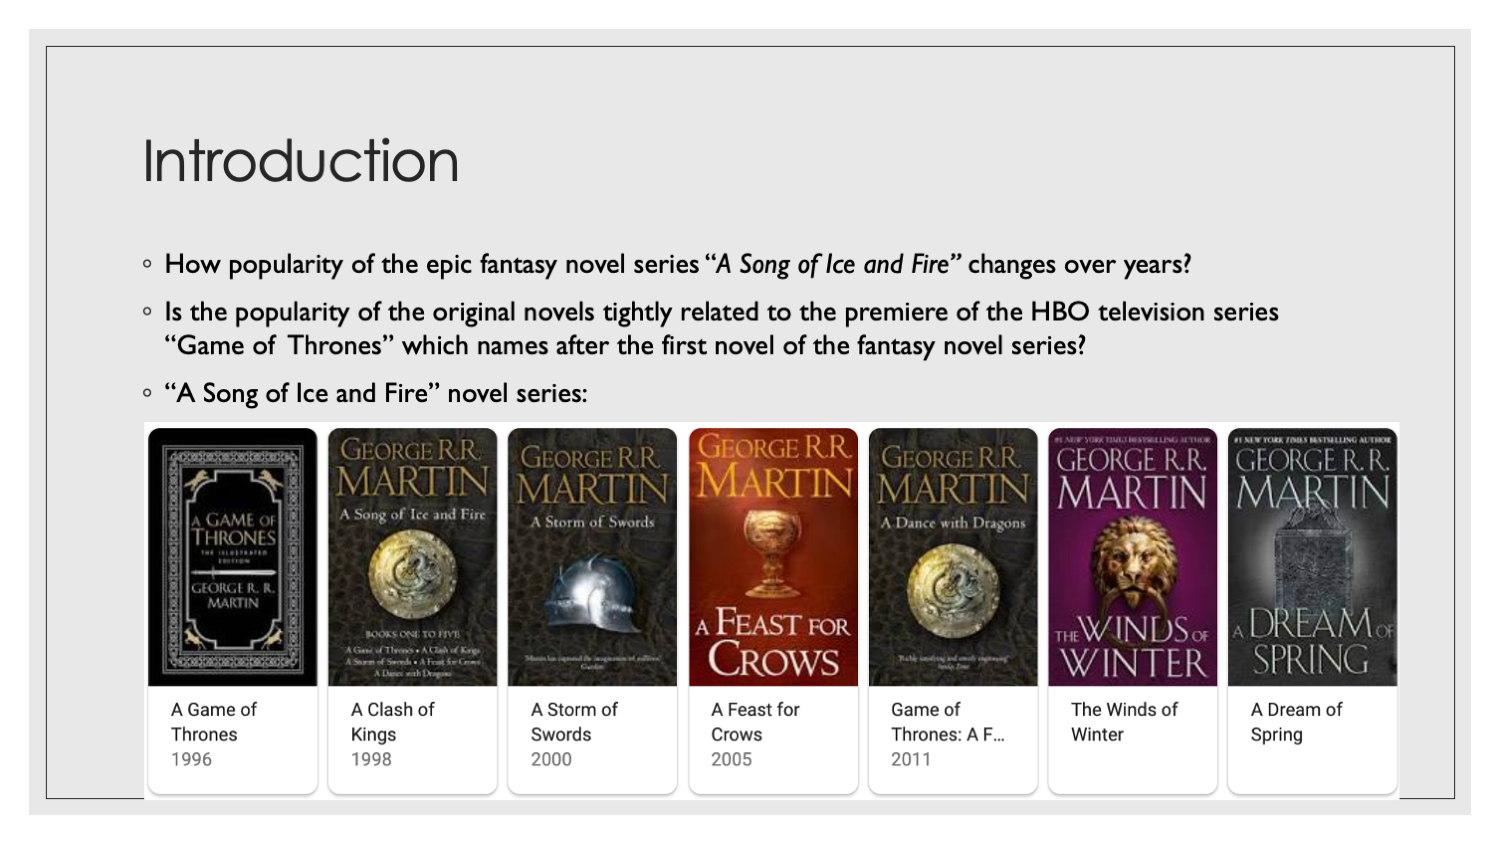 Introduction
◦ How popularity of the epic fantasy novel series “A Song of Ice and Fire” changes over years?
◦ Is the popularity of the original novels tightly related to the premiere of the HBO television series
“Game of Thrones” which names after the first novel of the fantasy novel series?
◦ “A Song of Ice and Fire” novel series:
A GAME OF
THRONES
THE ILLUSTRATED
EDITION
GEORGE R. R.
MARTIN
GEORGE R.R.
MARTIN
A Song of Ice and Fire
BOOKS ONE TO FIVE
A Game of Thrones • A Clash of Kings
A Storm of Swords • A Feast for Crows
A Dance with Dragons
GEORGE R.R.
MARTIN
A Storm of Swords
GEORGE R.R.
MARTIN
A FEAST FOR
CROWS
GEORGE R.R.
MARTIN
A Dance with Dragons
#1 NEW YORK TIMES BESTSELLING AUTHOR
GEORGE R.R.
MARTIN
THE WINDS OF
WINTER
#1 NEW YORK TIMES BESTSELLING AUTHOR
GEORGE R. R.
MARTIN
A DREAM OF
SPRING
A Game of
Thrones
1996
A Clash of
Kings
1998
A Storm of
Swords
2000
A Feast for
Crows
2005
Game of
Thrones: A F...
2011
The Winds of
Winter
A Dream of
Spring